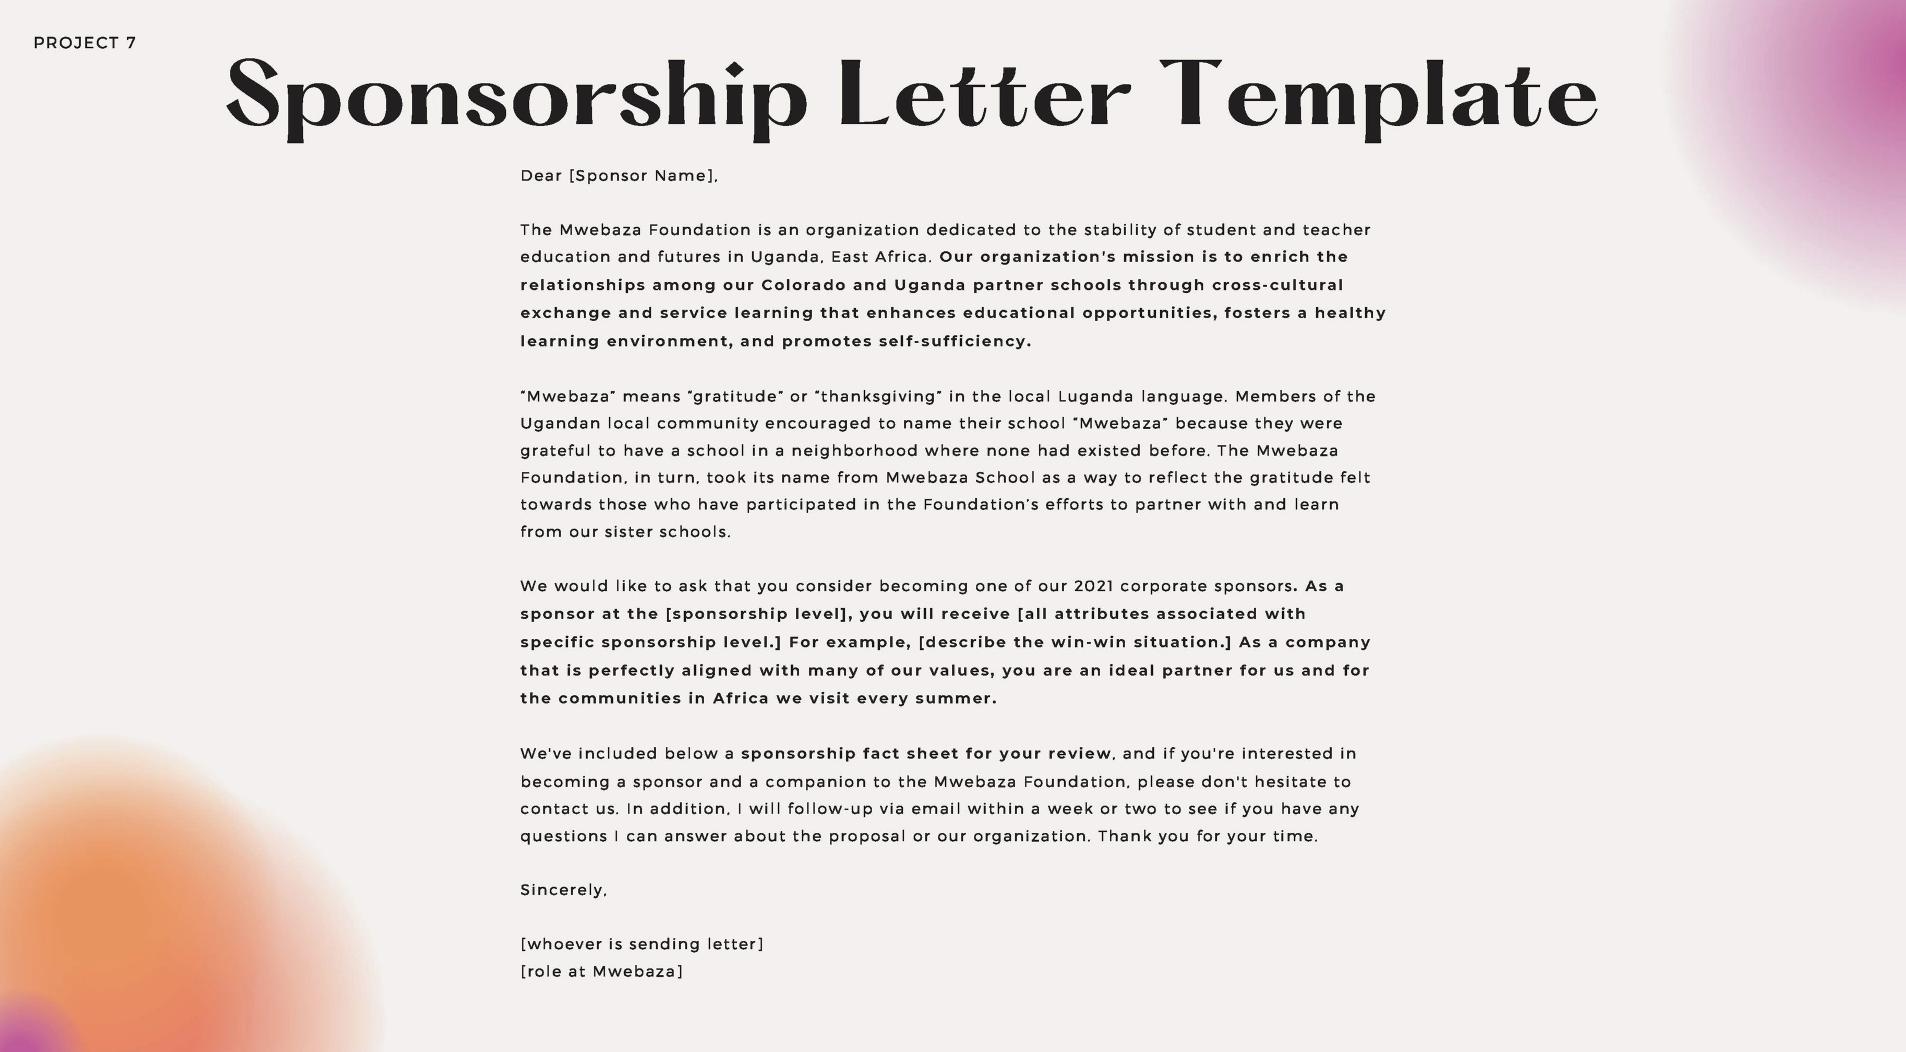 PROJECT 7
Sponsorship Letter Template
Dear [Sponsor Name],
The Mwebaza Foundation is an organization dedicated to the stability of student and teacher
education and futures in Uganda, East Africa. Our organization's mission is to enrich the
relationships among our Colorado and Uganda partner schools through cross-cultural
exchange and service learning that enhances educational opportunities, fosters a healthy
learning environment, and promotes self-sufficiency.
“Mwebaza” means “gratitude” or “thanksgiving” in the local Luganda language. Members of the
Ugandan local community encouraged to name their school “Mwebaza” because they were
grateful to have a school in a neighborhood where none had existed before. The Mwebaza
Foundation, in turn, took its name from Mwebaza School as a way to reflect the gratitude felt
towards those who have participated in the Foundation’s efforts to partner with and learn
from our sister schools.
We would like to ask that you consider becoming one of our 2021 corporate sponsors. As a
sponsor at the [sponsorship level], you will receive [all attributes associated with
specific sponsorship level.] For example, [describe the win-win situation.] As a company
that is perfectly aligned with many of our values, you are an ideal partner for us and for
the communities in Africa we visit every summer.
We've included below a sponsorship fact sheet for your review, and if you're interested in
becoming a sponsor and a companion to the Mwebaza Foundation, please don't hesitate to
contact us. In addition, I will follow-up via email within a week or two to see if you have any
questions I can answer about the proposal or our organization. Thank you for your time.
Sincerely,
[whoever is sending letter]
[role at Mwebaza]